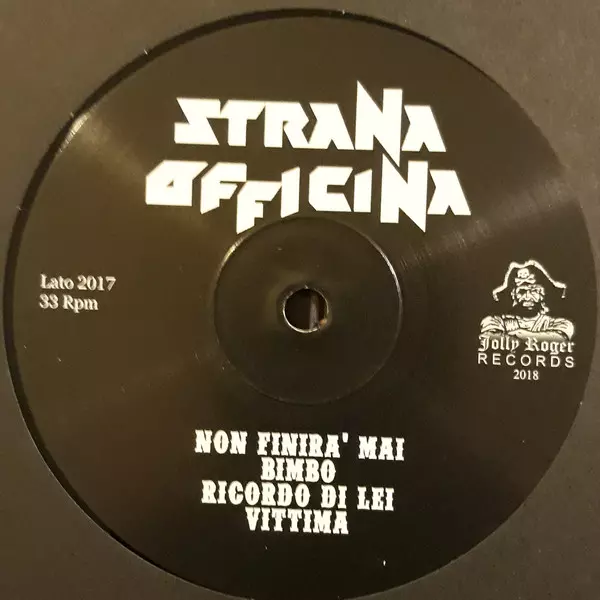 STRANA
OFFICINA
Lato 2017
33 Rpm
Jolly Roger
RECORDS
2018
NON FINIRA' MAI
BIMBO
RICORDO DI LEI
VITTIMA